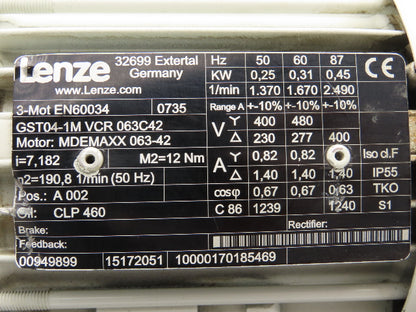 Lenze 32699 Extertal Hz 50 60 87
Germany KW 0,25 0,31 0,45 CE
www.Lenze.com 1/min 1.370 1.670 2.490
3-Mot EN60034 0735 Range A +-10% +-10% +-10%
GST04-1M VCR 063C42 V Y 400 480
Motor: MDEMAXX 063-42 Δ 230 277 400
i=7,182 M2=12 Nm A Y 0,82 0,82 Iso cl.F
n2=190,8 1/min (50 Hz) Δ 1,40 1,40 1,40 IP55
Pos.: A 002 cosφ 0,67 0,67 0,63 TKO
Oil: CLP 460 C 86 1239 1240 S1
Brake: Rectifier:
Feedback:
00949899 15172051 10000170185469